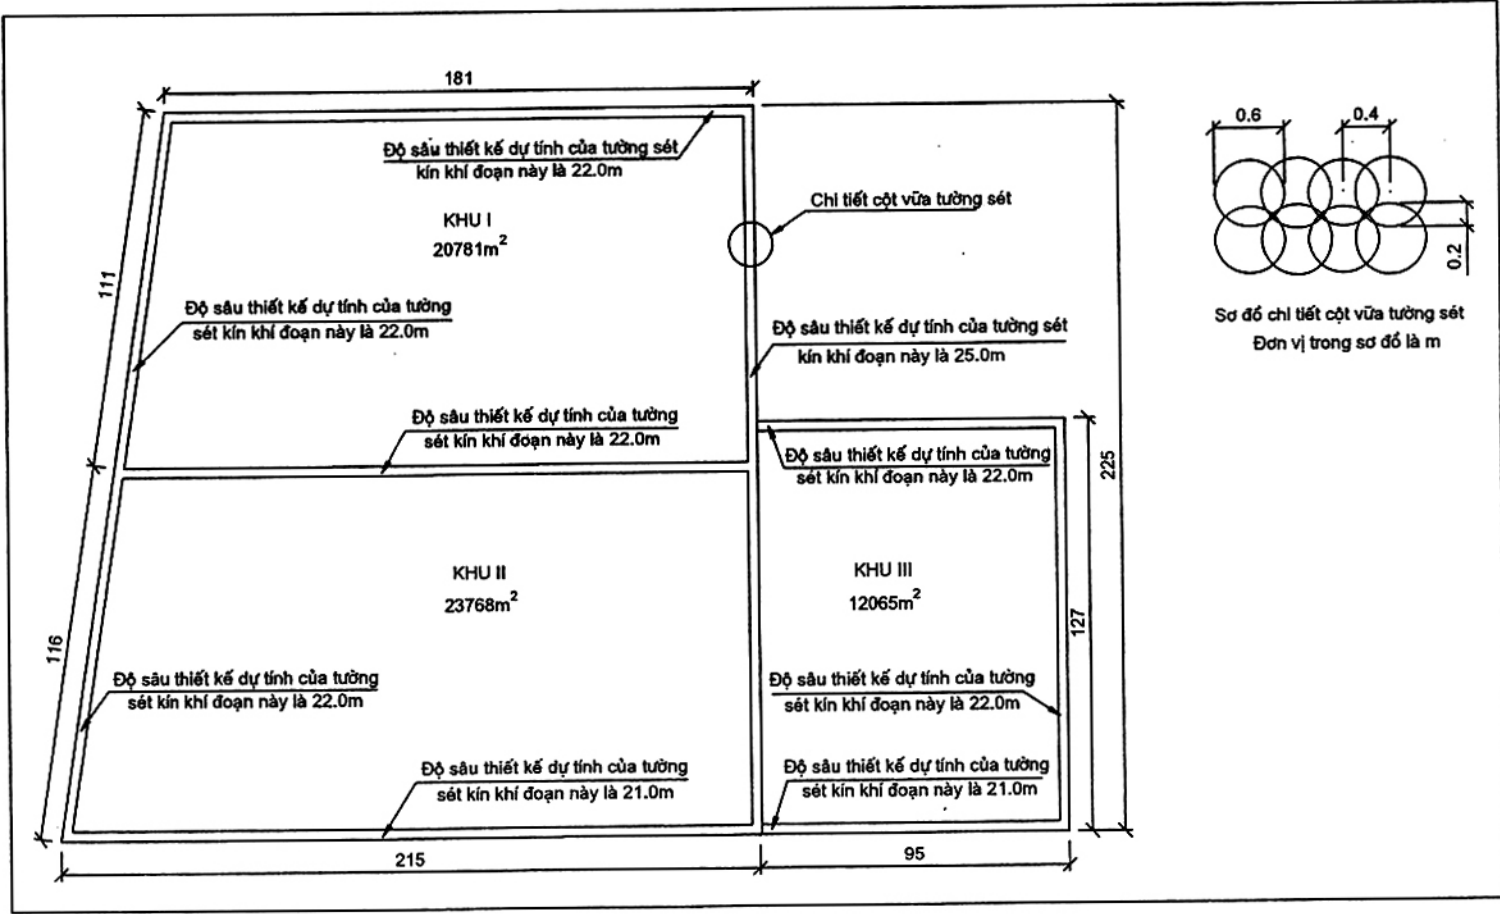 181
0.6
0.4
Độ sâu thiết kế dự tính của tường sét
kín khí đoạn này là 22.0m
Chi tiết cột vữa tường sét
KHU I
20781m²
0.2
111
Độ sâu thiết kế dự tính của tường
sét kín khí đoạn này là 22.0m
Sơ đồ chi tiết cột vữa tường sét
Đơn vị trong sơ đồ là m
Độ sâu thiết kế dự tính của tường sét
kín khí đoạn này là 25.0m
Độ sâu thiết kế dự tính của tường
sét kín khí đoạn này là 22.0m
Độ sâu thiết kế dự tính của tường
sét kín khí đoạn này là 22.0m
225
KHU II
23768m²
KHU III
12065m²
127
116
Độ sâu thiết kế dự tính của tường
sét kín khí đoạn này là 22.0m
Độ sâu thiết kế dự tính của tường
sét kín khí đoạn này là 22.0m
Độ sâu thiết kế dự tính của tường
sét kín khí đoạn này là 21.0m
Độ sâu thiết kế dự tính của tường
sét kín khí đoạn này là 21.0m
215
95